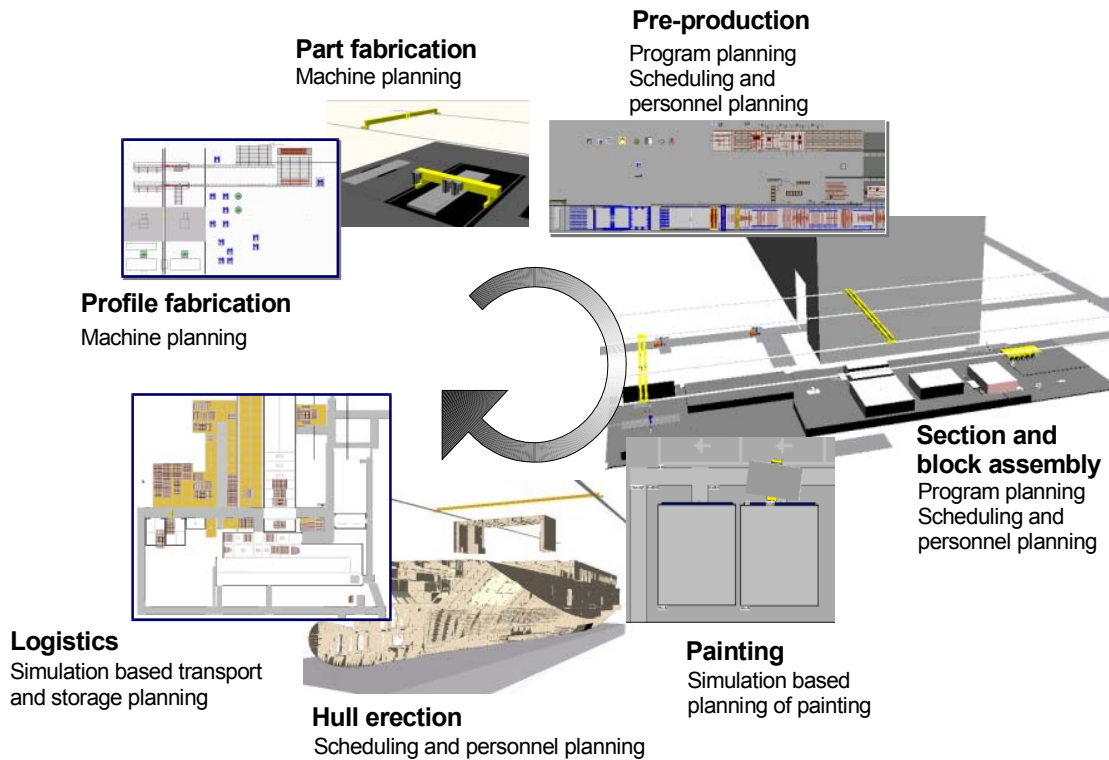 Pre-production
Program planning
Scheduling and
personnel planning
Part fabrication
Machine planning
Profile fabrication
Machine planning
Section and
block assembly
Program planning
Scheduling and
personnel planning
Logistics
Simulation based transport
and storage planning
Painting
Simulation based
planning of painting
Hull erection
Scheduling and personnel planning